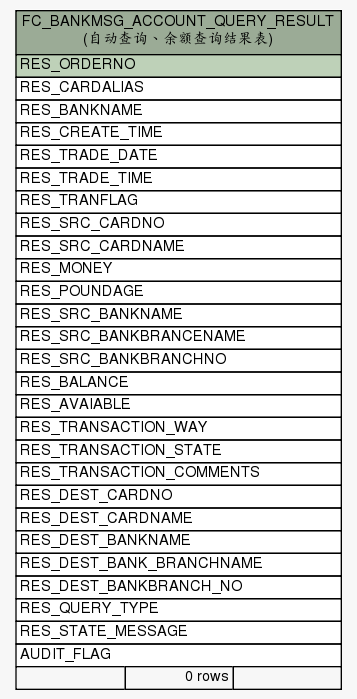 FC_BANKMSG_ACCOUNT_QUERY_RESULT
(自动查询、余额查询结果表)
RES_ORDERNO
RES_CARDALIAS
RES_BANKNAME
RES_CREATE_TIME
RES_TRADE_DATE
RES_TRADE_TIME
RES_TRANFLAG
RES_SRC_CARDNO
RES_SRC_CARDNAME
RES_MONEY
RES_POUNDAGE
RES_SRC_BANKNAME
RES_SRC_BANKBRANCENAME
RES_SRC_BANKBRANCHNO
RES_BALANCE
RES_AVAIABLE
RES_TRANSACTION_WAY
RES_TRANSACTION_STATE
RES_TRANSACTION_COMMENTS
RES_DEST_CARDNO
RES_DEST_CARDNAME
RES_DEST_BANKNAME
RES_DEST_BANK_BRANCHNAME
RES_DEST_BANKBRANCH_NO
RES_QUERY_TYPE
RES_STATE_MESSAGE
AUDIT_FLAG
0 rows